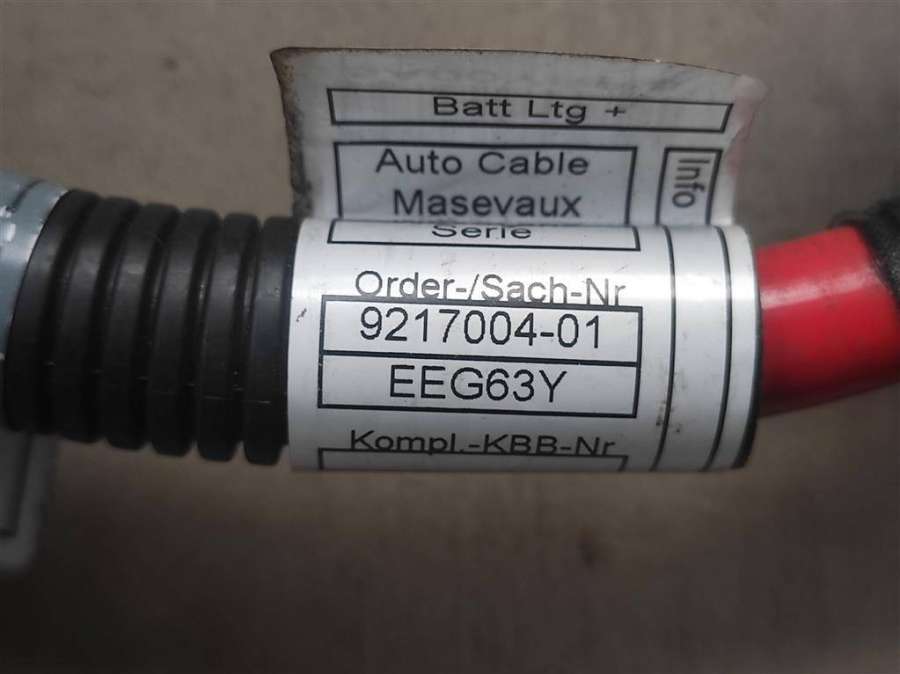 Batt Ltg +
Auto Cable
Masevaux
Info
Serie
Order-/Sach-Nr
9217004-01
EEG63Y
Kompl.-KBB-Nr